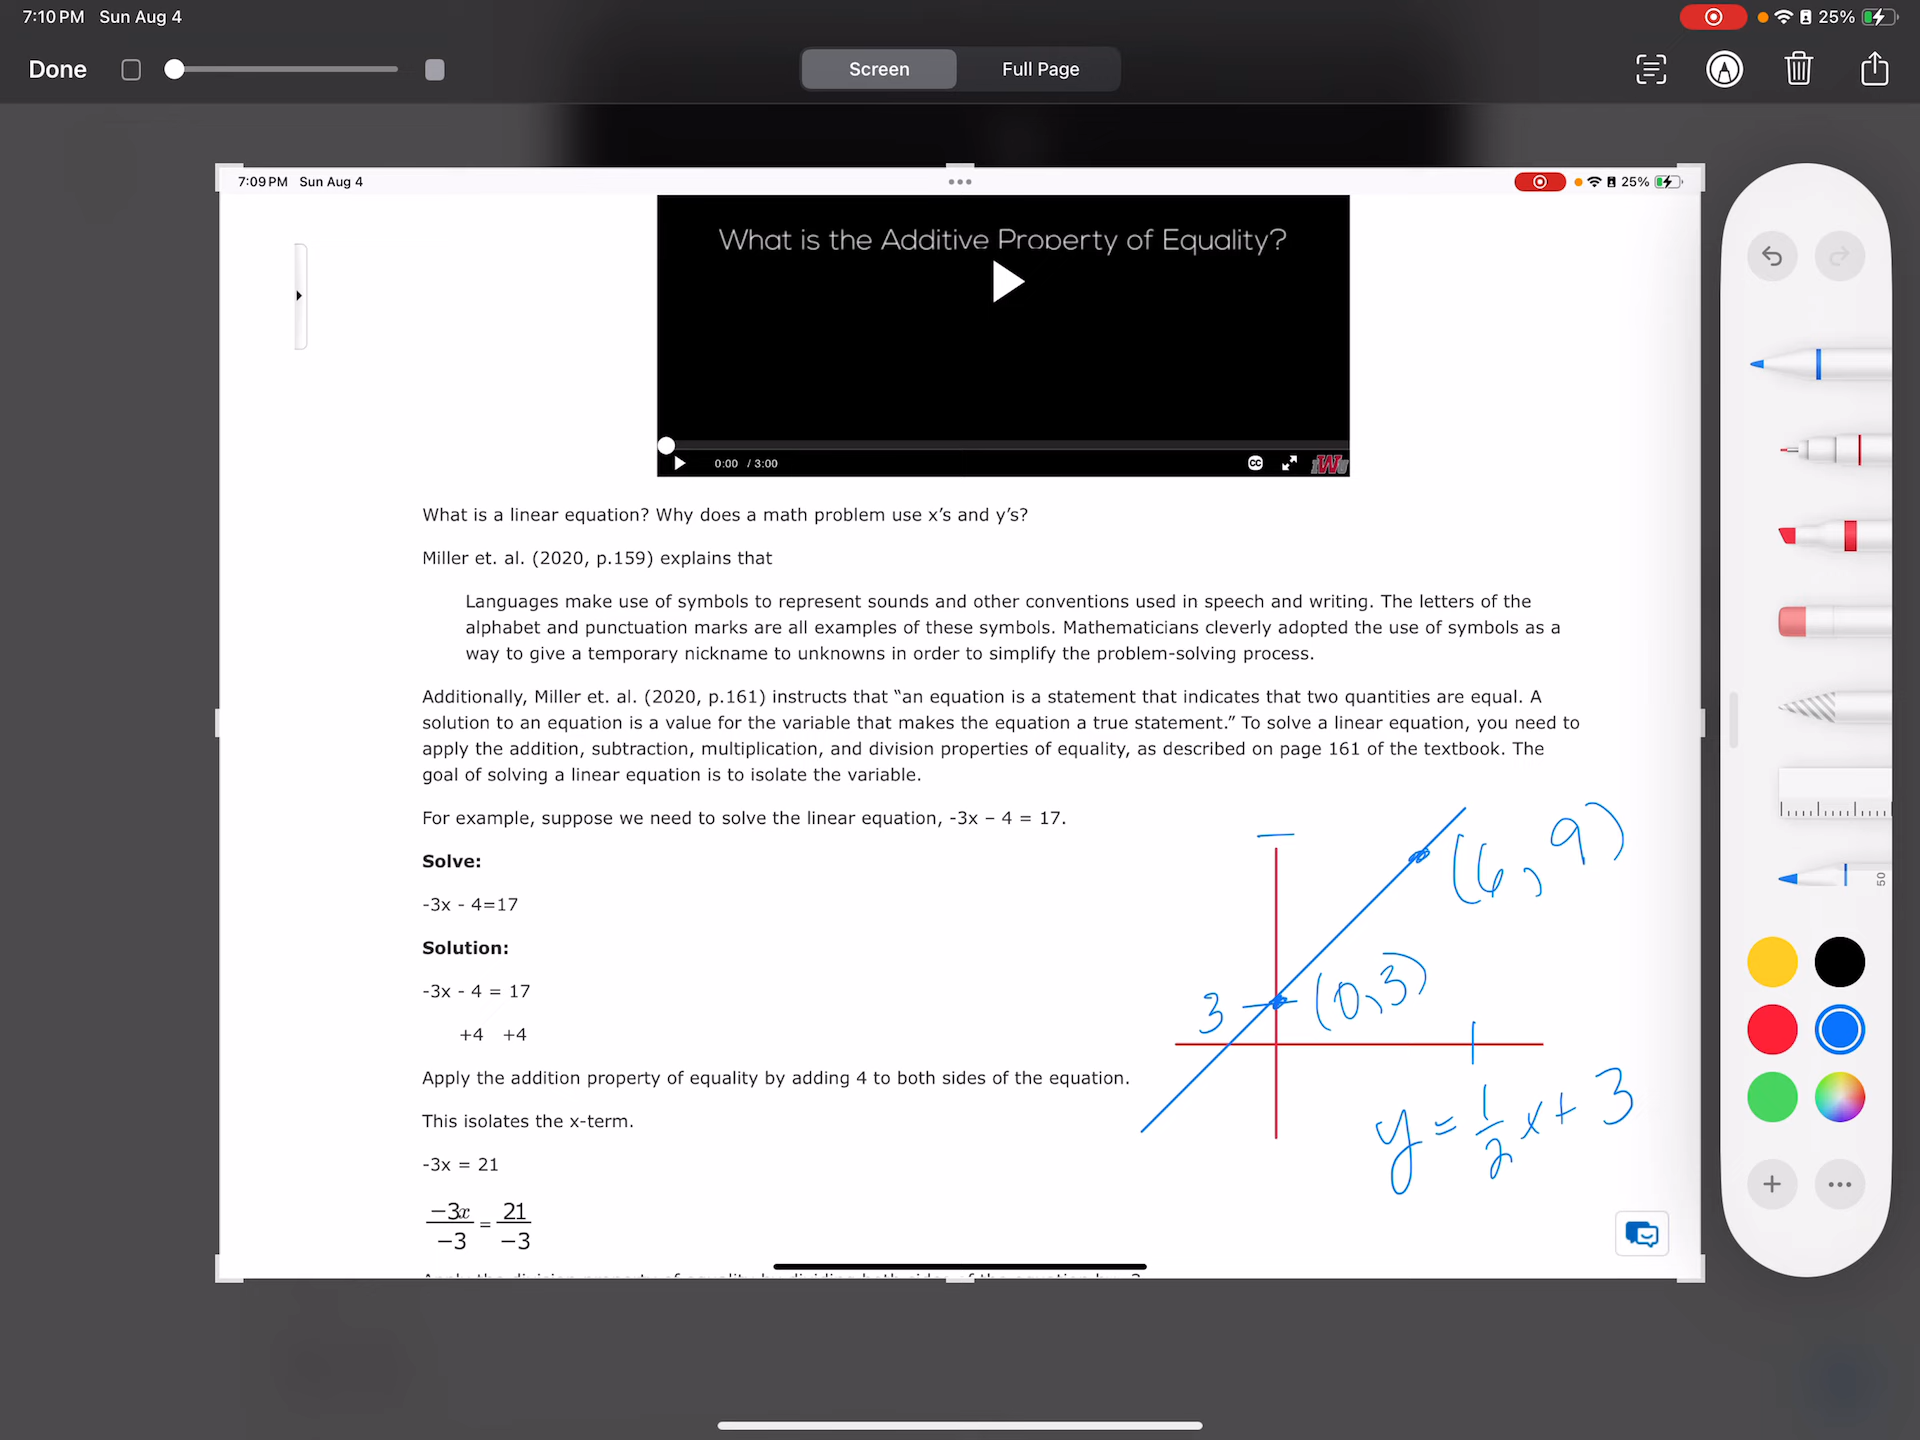 7:10 PM Sun Aug 4
25%
Done
Screen
Full Page
7:09 PM Sun Aug 4
25%
What is the Additive Property of Equality?
0:00 / 3:00
CC
IWU
What is a linear equation? Why does a math problem use x’s and y’s?
Miller et. al. (2020, p.159) explains that
Languages make use of symbols to represent sounds and other conventions used in speech and writing. The letters of the
alphabet and punctuation marks are all examples of these symbols. Mathematicians cleverly adopted the use of symbols as a
way to give a temporary nickname to unknowns in order to simplify the problem-solving process.
Additionally, Miller et. al. (2020, p.161) instructs that “an equation is a statement that indicates that two quantities are equal. A
solution to an equation is a value for the variable that makes the equation a true statement.” To solve a linear equation, you need to
apply the addition, subtraction, multiplication, and division properties of equality, as described on page 161 of the textbook. The
goal of solving a linear equation is to isolate the variable.
For example, suppose we need to solve the linear equation, -3x – 4 = 17.
Solve:
-3x - 4=17
Solution:
-3x - 4 = 17
+4 +4
Apply the addition property of equality by adding 4 to both sides of the equation.
This isolates the x-term.
-3x = 21
−3x/−3 = 21/−3
(6, 9)
3 (0,3)
y = 1/2 x + 3
50